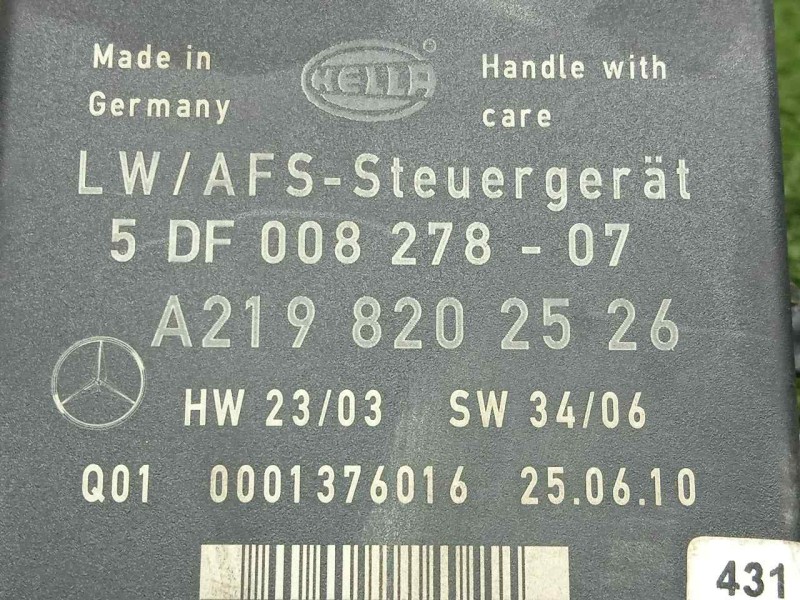 Made in
Germany
HELLA
®
Handle with
care
LW/AFS-Steuergerät
5 DF 008 278 - 07
A219 820 25 26
HW 23/03 SW 34/06
Q01 0001376016 25.06.10
431